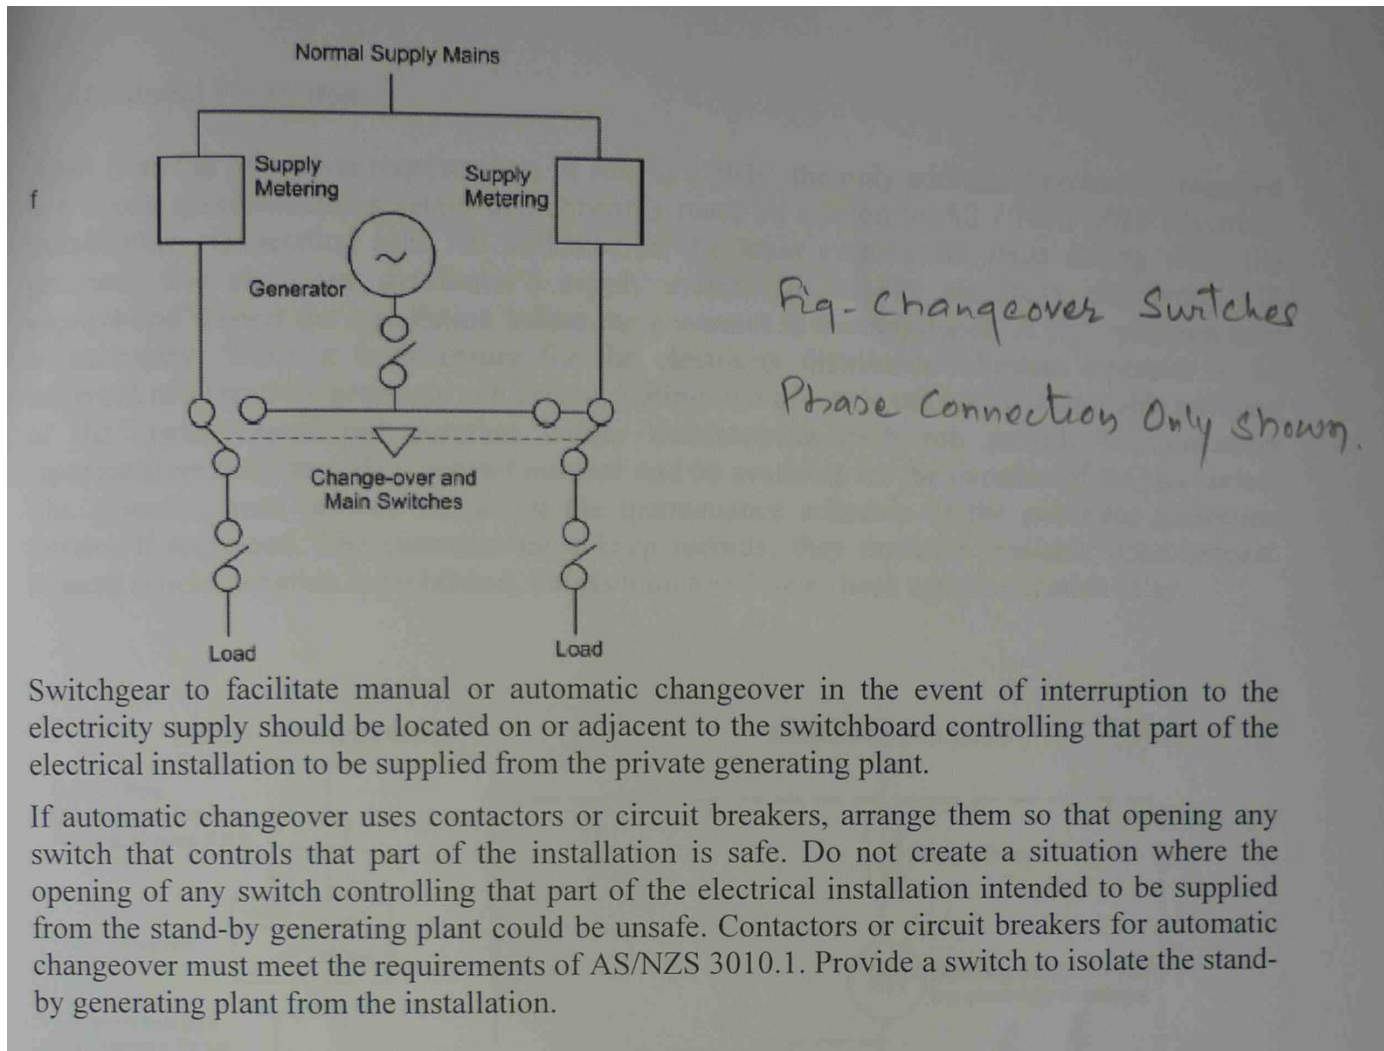 Normal Supply Mains
Supply
Metering
Supply
Metering
f
Generator
Fig- Changeover Switches
Phase Connection Only shown.
Change-over and
Main Switches
Load
Load
Switchgear to facilitate manual or automatic changeover in the event of interruption to the
electricity supply should be located on or adjacent to the switchboard controlling that part of the
electrical installation to be supplied from the private generating plant.
If automatic changeover uses contactors or circuit breakers, arrange them so that opening any
switch that controls that part of the installation is safe. Do not create a situation where the
opening of any switch controlling that part of the electrical installation intended to be supplied
from the stand-by generating plant could be unsafe. Contactors or circuit breakers for automatic
changeover must meet the requirements of AS/NZS 3010.1. Provide a switch to isolate the stand-
by generating plant from the installation.